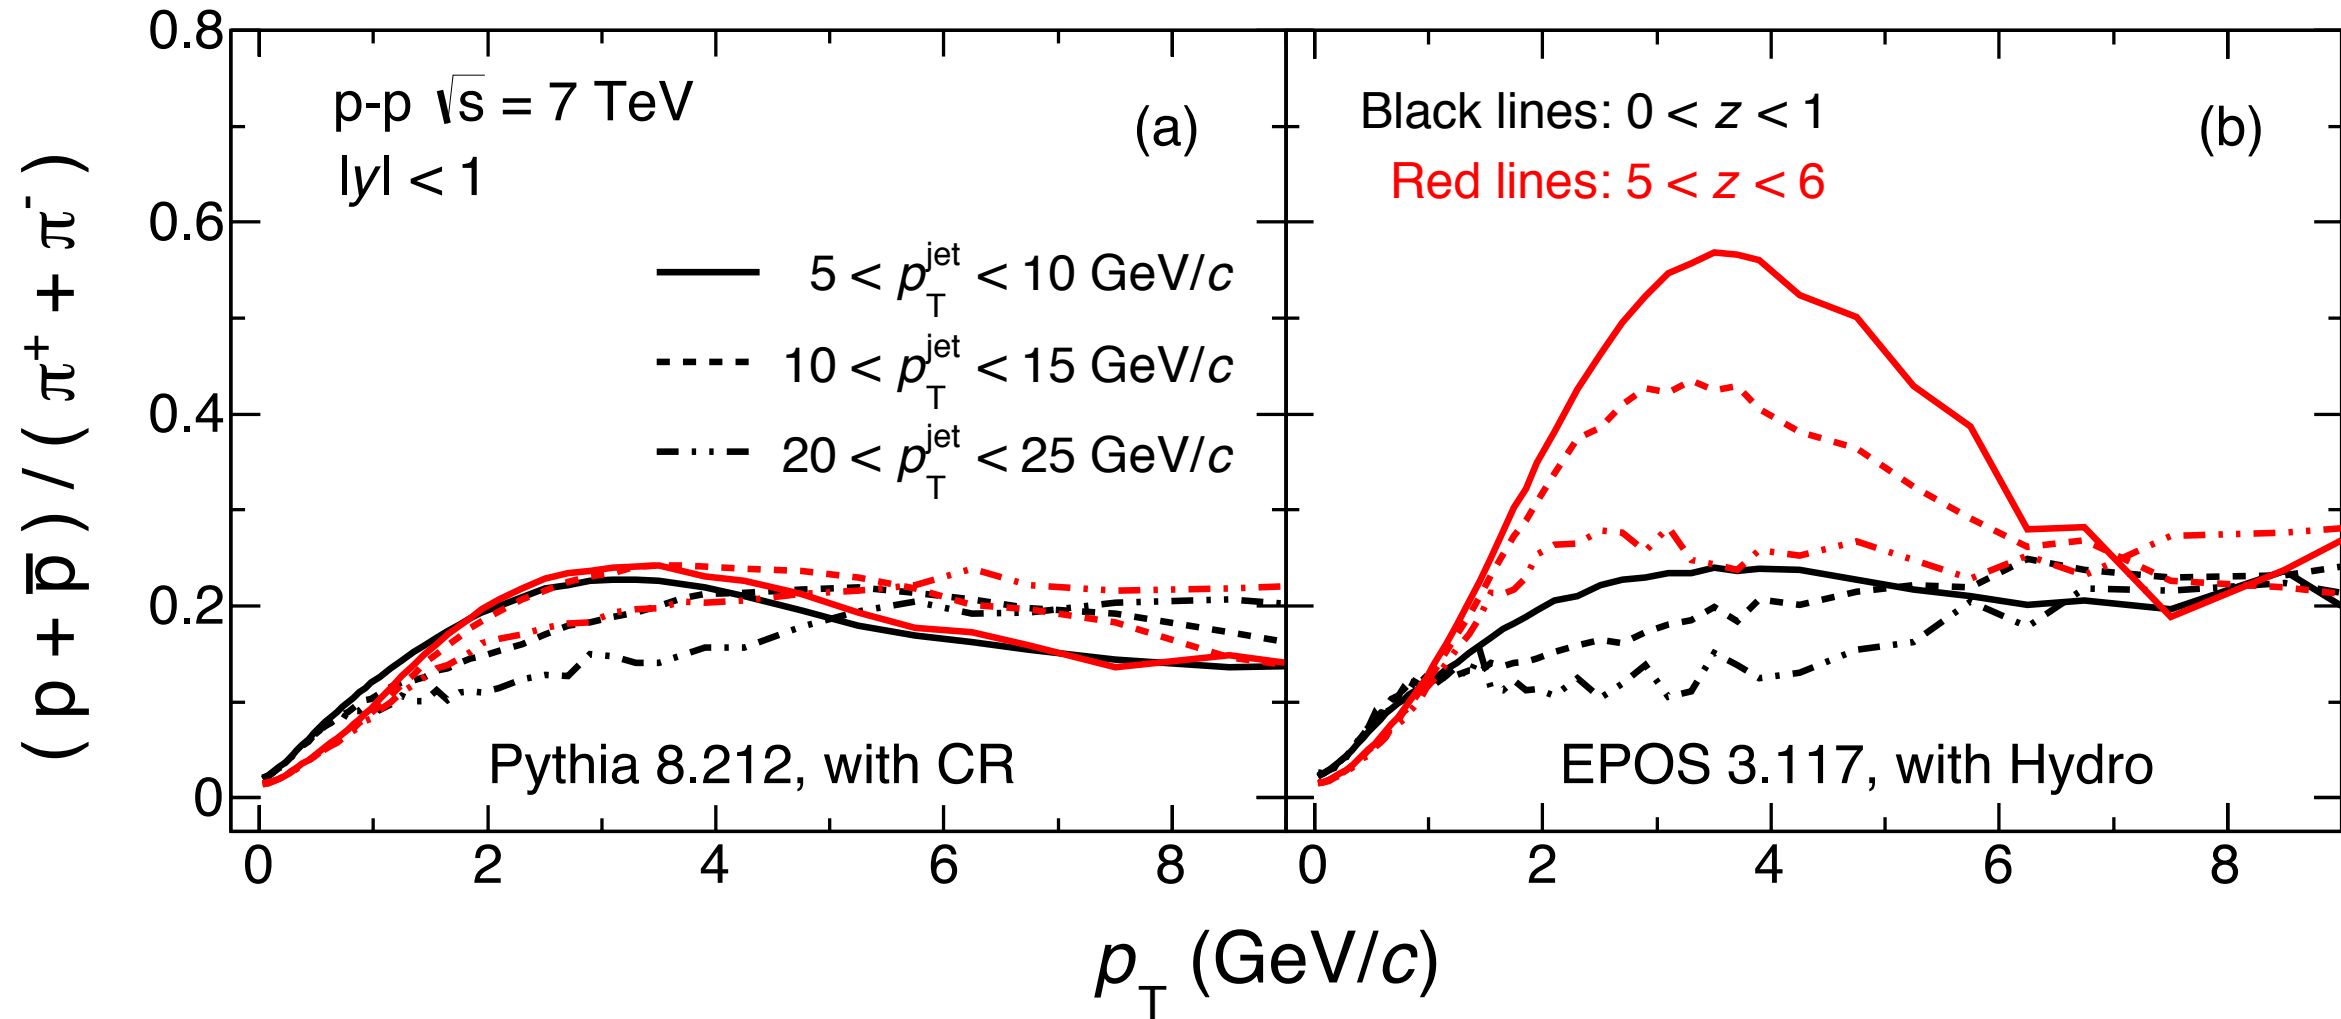 0.8
0.6
0.4
0.2
0
( p + p̅ ) / ( π⁺ + π⁻ )
p-p √s = 7 TeV
|y| < 1
(a)
5 < p_T^jet < 10 GeV/c
10 < p_T^jet < 15 GeV/c
20 < p_T^jet < 25 GeV/c
Pythia 8.212, with CR
Black lines: 0 < z < 1
Red lines: 5 < z < 6
(b)
EPOS 3.117, with Hydro
0 2 4 6 8 0 2 4 6 8
p_T (GeV/c)